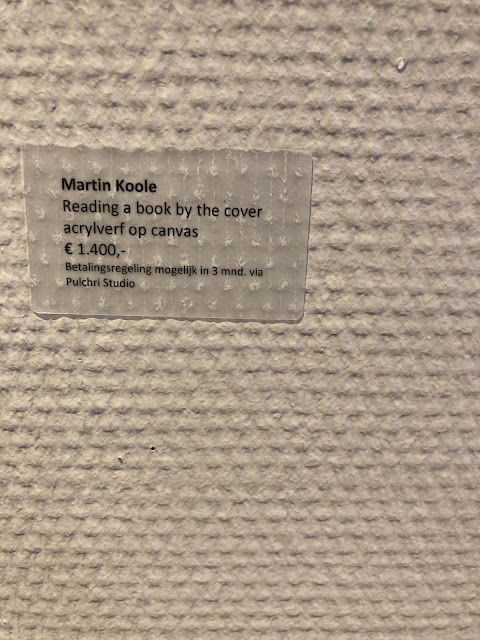 Martin Koole
Reading a book by the cover
acrylverf op canvas
€ 1.400,-
Betalingsregeling mogelijk in 3 mnd. via
Pulchri Studio